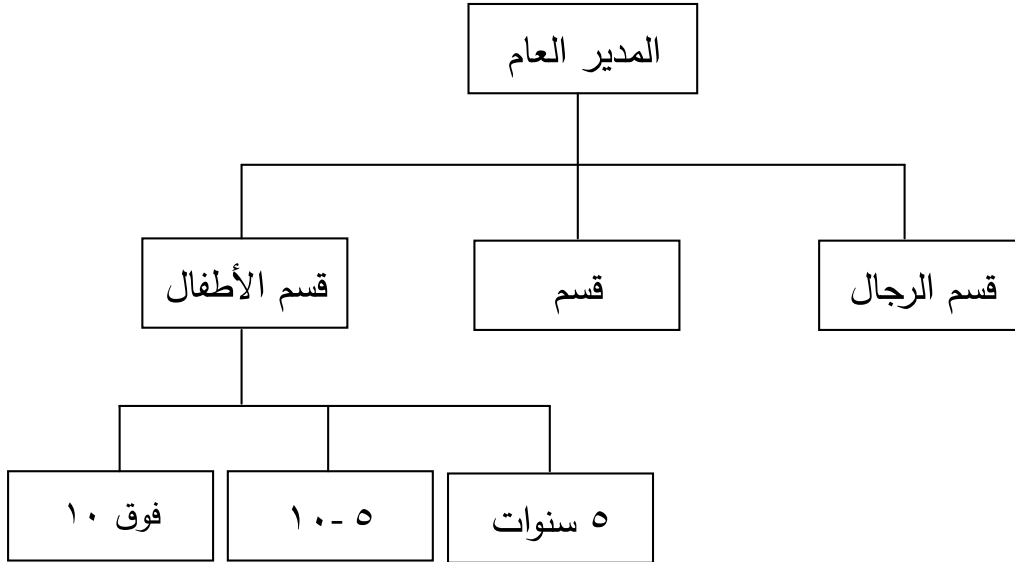 المدير العام
قسم الرجال
قسم
قسم الأطفال
٥ سنوات
٥ -١٠
فوق ١٠